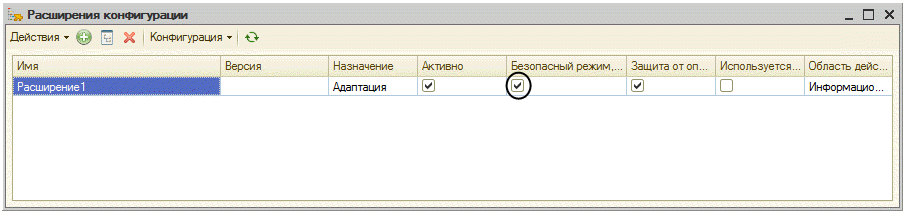 Расширения конфигурации
Действия Конфигурация
Имя Версия Назначение Активно Безопасный режим,... Защита от оп... Используется... Область дейс...
Расширение1 Адаптация Информацио...